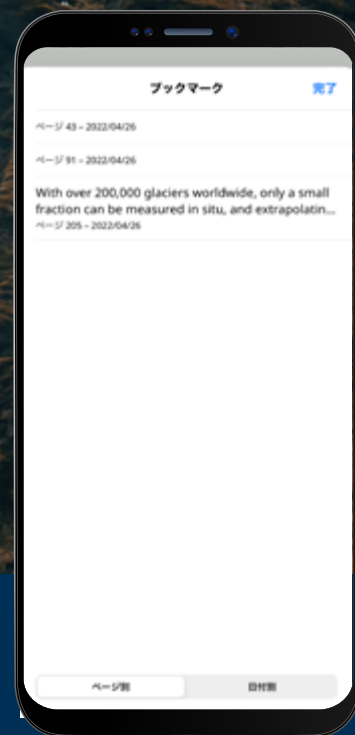 ブックマーク 完了
ページ 43 – 2022/04/26
ページ 91 – 2022/04/26
With over 200,000 glaciers worldwide, only a small
fraction can be measured in situ, and extrapolatin...
ページ 205 – 2022/04/26
ページ別 日付別